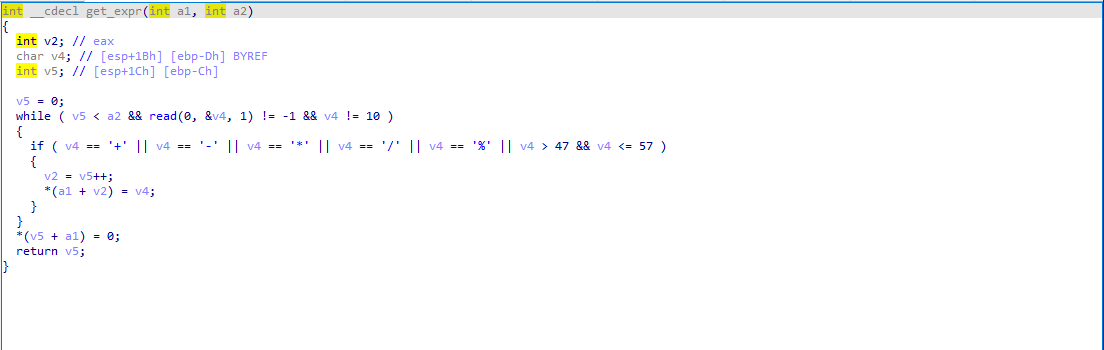 int __cdecl get_expr(int a1, int a2)
{
  int v2; // eax
  char v4; // [esp+1Bh] [ebp-Dh] BYREF
  int v5; // [esp+1Ch] [ebp-Ch]

  v5 = 0;
  while ( v5 < a2 && read(0, &v4, 1) != -1 && v4 != 10 )
  {
    if ( v4 == '+' || v4 == '-' || v4 == '*' || v4 == '/' || v4 == '%' || v4 > 47 && v4 <= 57 )
    {
      v2 = v5++;
      *(a1 + v2) = v4;
    }
  }
  *(v5 + a1) = 0;
  return v5;
}